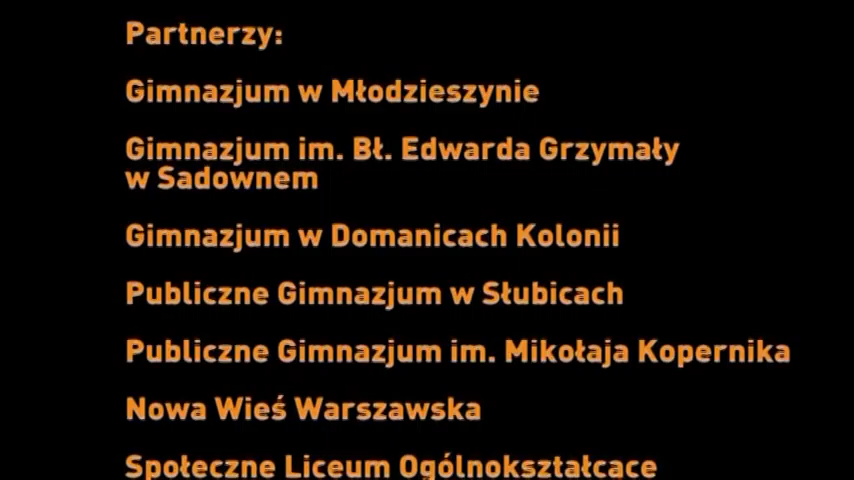 Partnerzy:
Gimnazjum w Młodzieszynie
Gimnazjum im. Bł. Edwarda Grzymały
w Sadownem
Gimnazjum w Domanicach Kolonii
Publiczne Gimnazjum w Słubicach
Publiczne Gimnazjum im. Mikołaja Kopernika
Nowa Wieś Warszawska
Społeczne Liceum Ogólnokształcące